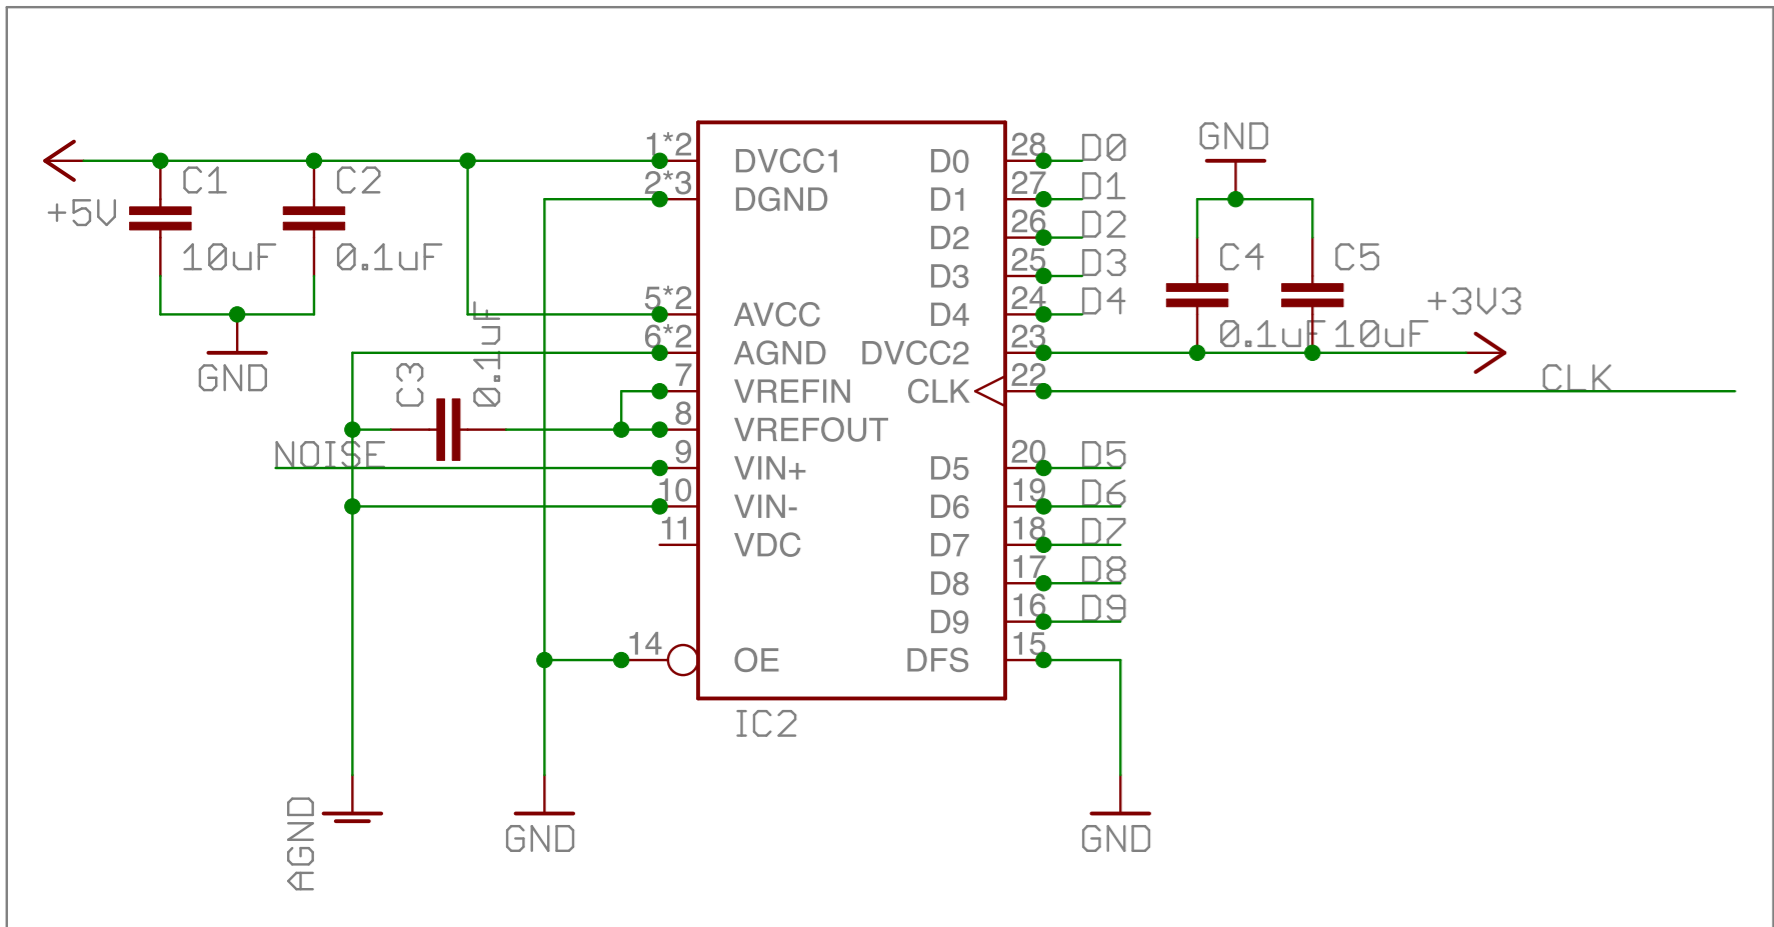 +5V
C1
10uF
C2
0.1uF
GND
C3
0.1uF
NOISE
AGND
GND
1*2
DVCC1
2*3
DGND
5*2
AVCC
6*2
AGND
7
VREFIN
8
VREFOUT
9
VIN+
10
VIN-
11
VDC
14
OE
D0
28
D0
D1
27
D1
D2
26
D2
D3
25
D3
D4
24
D4
DVCC2
23
CLK
22
CLK
D5
20
D5
D6
19
D6
D7
18
D7
D8
17
D8
D9
16
D9
DFS
15
IC2
GND
GND
C4
0.1uF
C5
10uF
+3V3